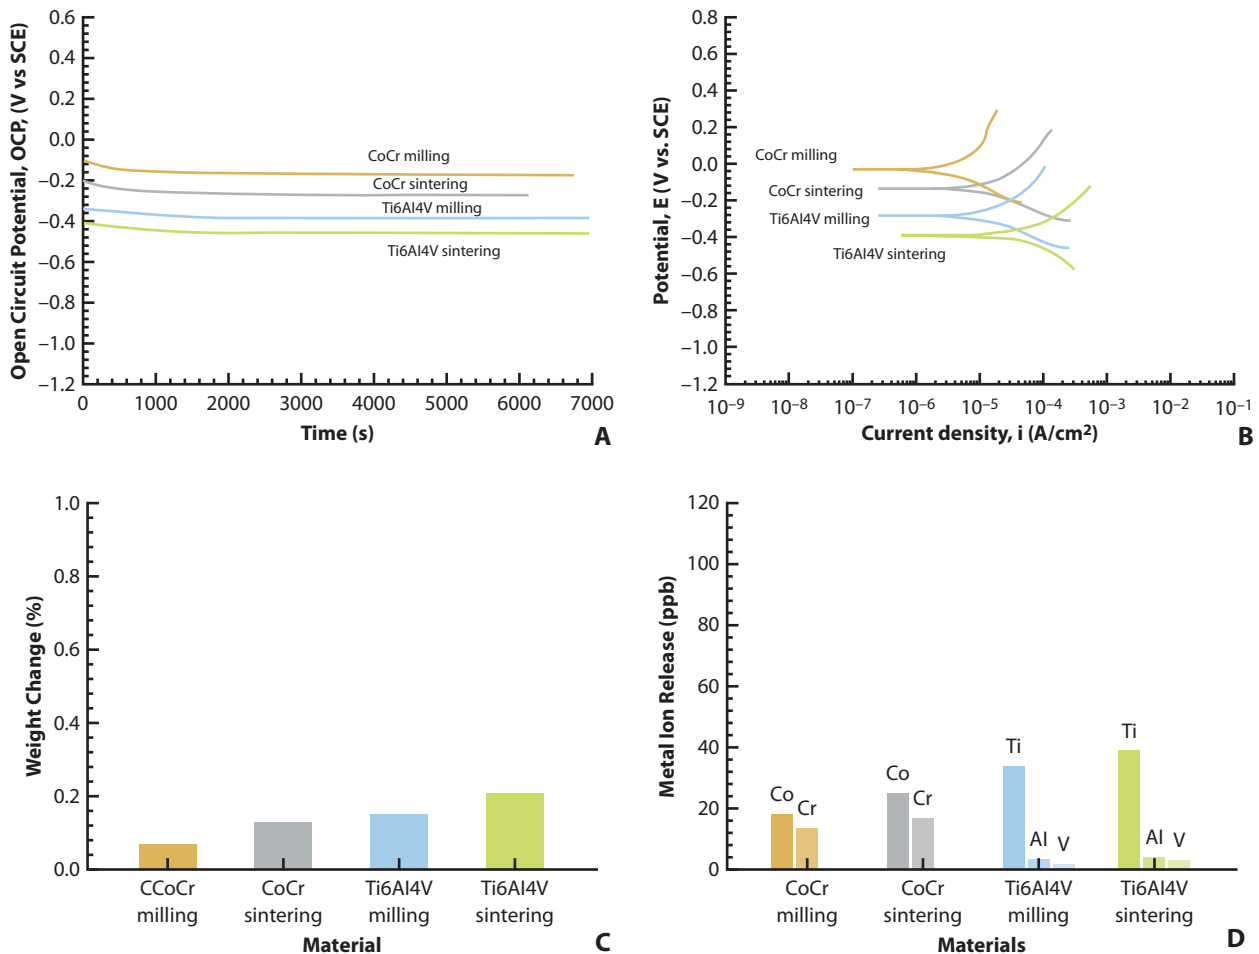 Open Circuit Potential, OCP, (V vs SCE)
0.6
0.4
0.2
0.0
−0.2
−0.4
−0.6
−0.8
−1.0
−1.2
CoCr milling
CoCr sintering
Ti6Al4V milling
Ti6Al4V sintering
0 1000 2000 3000 4000 5000 6000 7000
Time (s)
A
Potential, E (V vs. SCE)
0.8
0.6
0.4
0.2
0.0
−0.2
−0.4
−0.6
−0.8
−1.0
−1.2
CoCr milling
CoCr sintering
Ti6Al4V milling
Ti6Al4V sintering
10⁻⁹ 10⁻⁸ 10⁻⁷ 10⁻⁶ 10⁻⁵ 10⁻⁴ 10⁻³ 10⁻² 10⁻¹
Current density, i (A/cm²)
B
Weight Change (%)
1.0
0.8
0.6
0.4
0.2
0.0
CCoCr milling
CoCr sintering
Ti6Al4V milling
Ti6Al4V sintering
Material
C
Metal Ion Release (ppb)
120
100
80
60
40
20
0
Co
Cr
Co
Cr
Ti
Al
V
Ti
Al
V
CoCr milling
CoCr sintering
Ti6Al4V milling
Ti6Al4V sintering
Materials
D